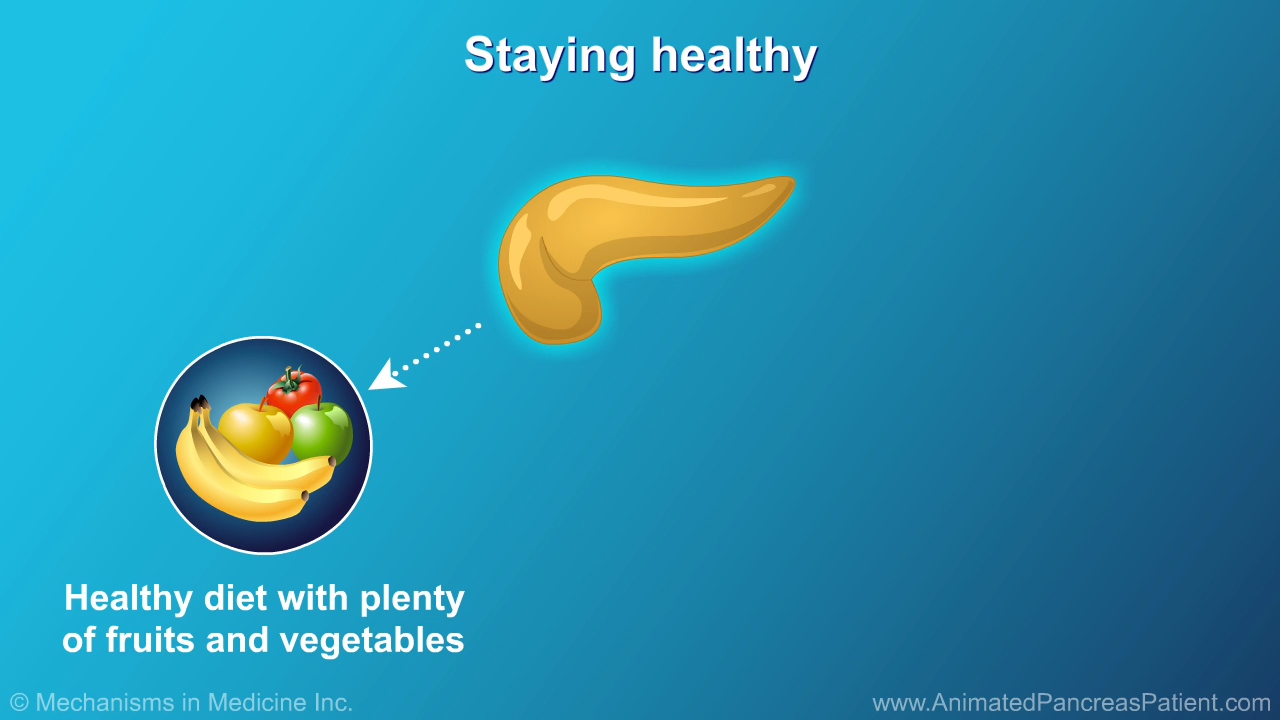 Staying healthy
Healthy diet with plenty
of fruits and vegetables
© Mechanisms in Medicine Inc.
www.AnimatedPancreasPatient.com